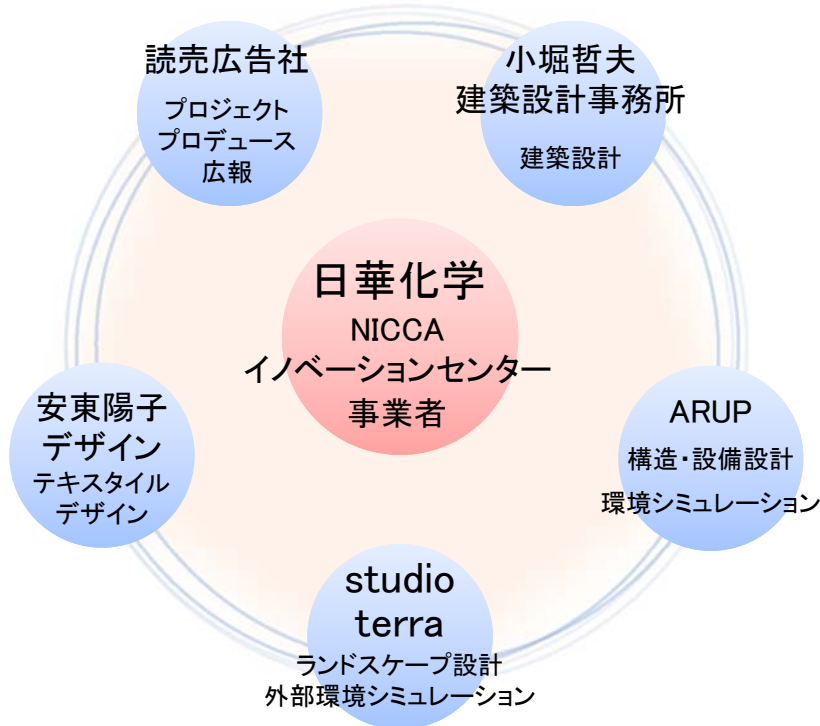 読売広告社
プロジェクト
プロデュース
広報
小堀哲夫
建築設計事務所
建築設計
日華化学
NICCA
イノベーションセンター
事業者
安東陽子
デザイン
テキスタイル
デザイン
ARUP
構造・設備設計
環境シミュレーション
studio
terra
ランドスケープ設計
外部環境シミュレーション